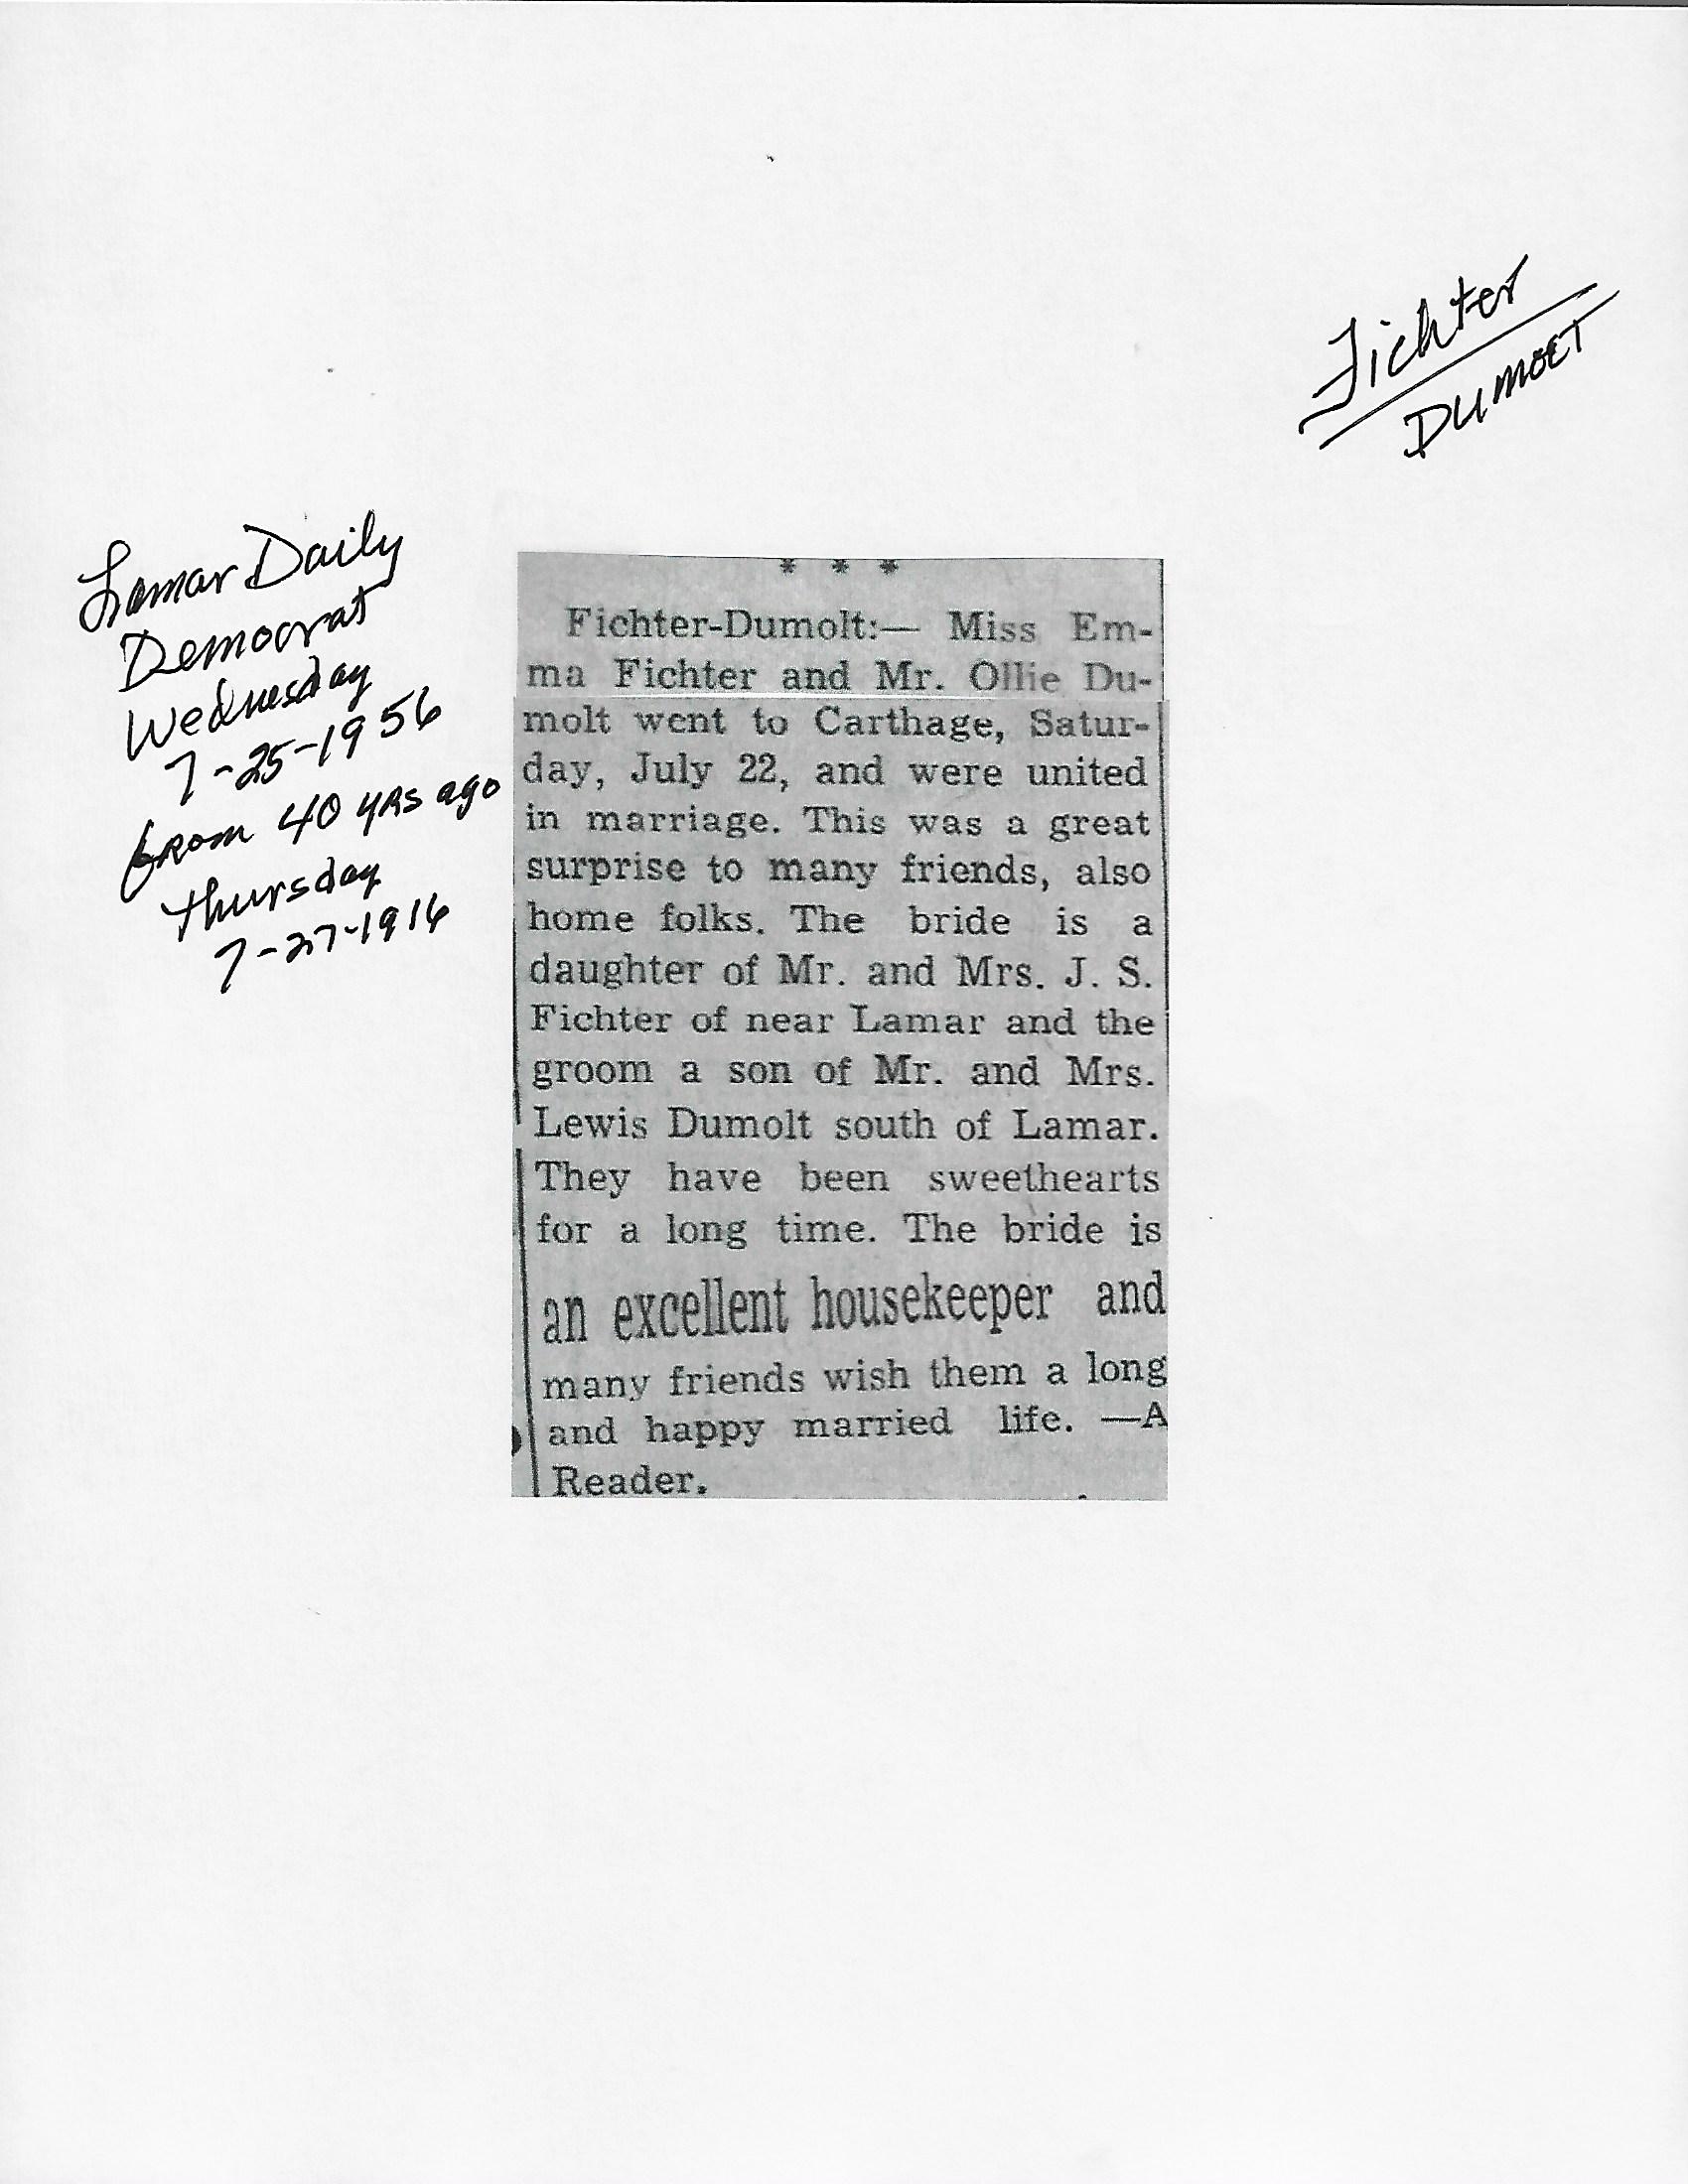 Fichter
DUMOLT
Lamar Daily
Democrat
Wednesday
7-25-1956
from 40 yrs ago
Thursday
7-27-1916
* * *
Fichter-Dumolt:— Miss Em-
ma Fichter and Mr. Ollie Du-
molt went to Carthage, Satur-
day, July 22, and were united
in marriage. This was a great
surprise to many friends, also
home folks. The bride is a
daughter of Mr. and Mrs. J. S.
Fichter of near Lamar and the
groom a son of Mr. and Mrs.
Lewis Dumolt south of Lamar.
They have been sweethearts
for a long time. The bride is
an excellent housekeeper and
many friends wish them a long
and happy married life. —A
Reader.